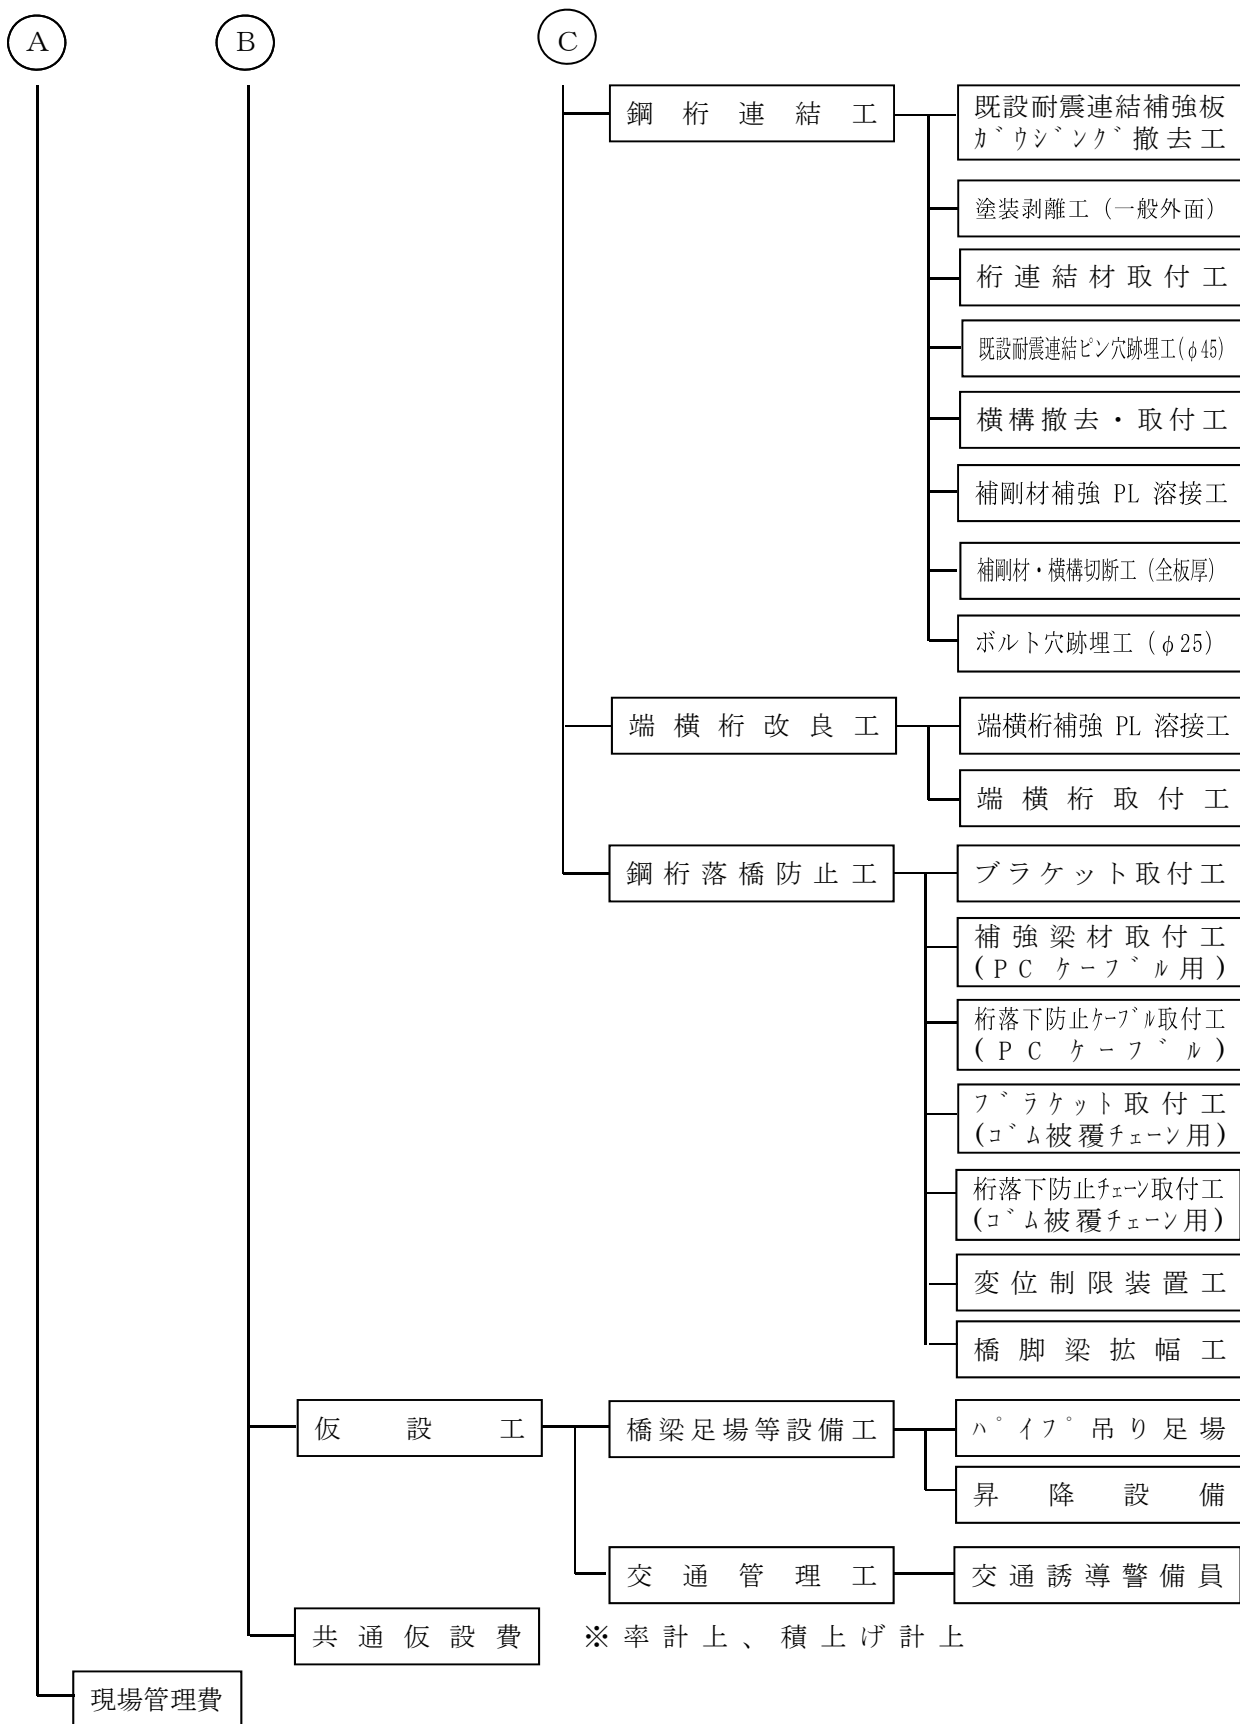 A
B
C
鋼桁連結工
既設耐震連結補強板
ｶﾞｳｼﾞﾝｸﾞ撤去工
塗装剥離工（一般外面）
桁連結材取付工
既設耐震連結ピン穴跡埋工(φ45)
横構撤去・取付工
補剛材補強 PL 溶接工
補剛材・横構切断工（全板厚）
ボルト穴跡埋工（φ25）
端横桁改良工
端横桁補強 PL 溶接工
端横桁取付工
鋼桁落橋防止工
ブラケット取付工
補強梁材取付工
(PC ｹｰﾌﾞﾙ用)
桁落下防止ｹｰﾌﾞﾙ取付工
(PC ｹｰﾌﾞﾙ)
ﾌﾞﾗｹｯﾄ取付工
(ｺﾞﾑ被覆ﾁｪｰﾝ用)
桁落下防止ﾁｪｰﾝ取付工
(ｺﾞﾑ被覆ﾁｪｰﾝ用)
変位制限装置工
橋脚梁拡幅工
仮設工
橋梁足場等設備工
ﾊﾟｲﾌﾟ吊り足場
昇降設備
交通管理工
交通誘導警備員
共通仮設費
※率計上、積上げ計上
現場管理費